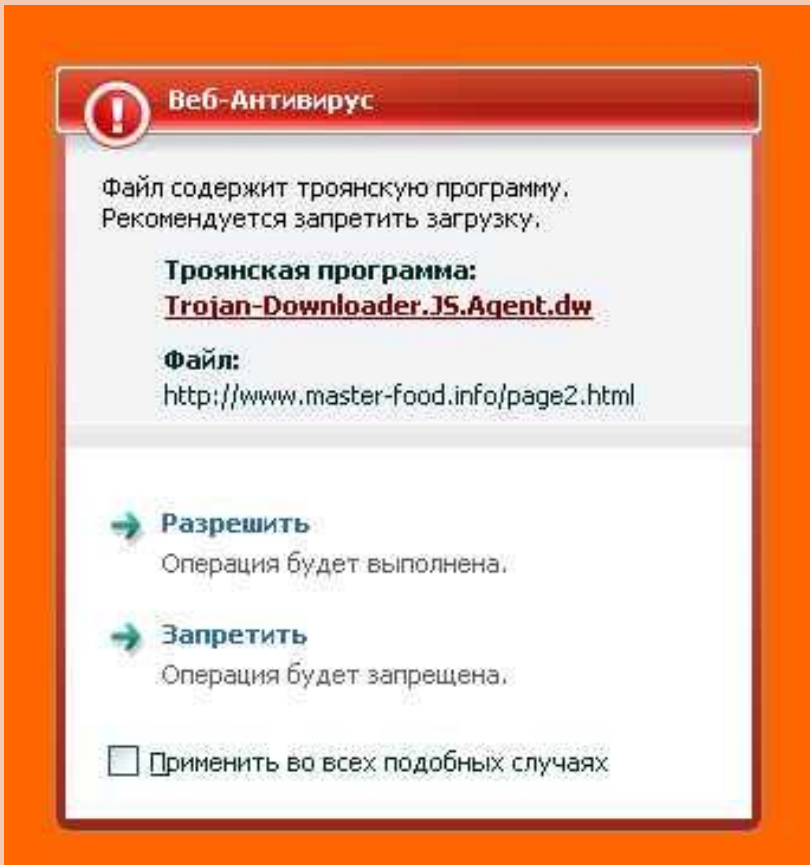 Веб-Антивирус
Файл содержит троянскую программу.
Рекомендуется запретить загрузку.
Троянская программа:
Trojan-Downloader.JS.Agent.dw
Файл:
http://www.master-food.info/page2.html
Разрешить
Операция будет выполнена.
Запретить
Операция будет запрещена.
Применить во всех подобных случаях